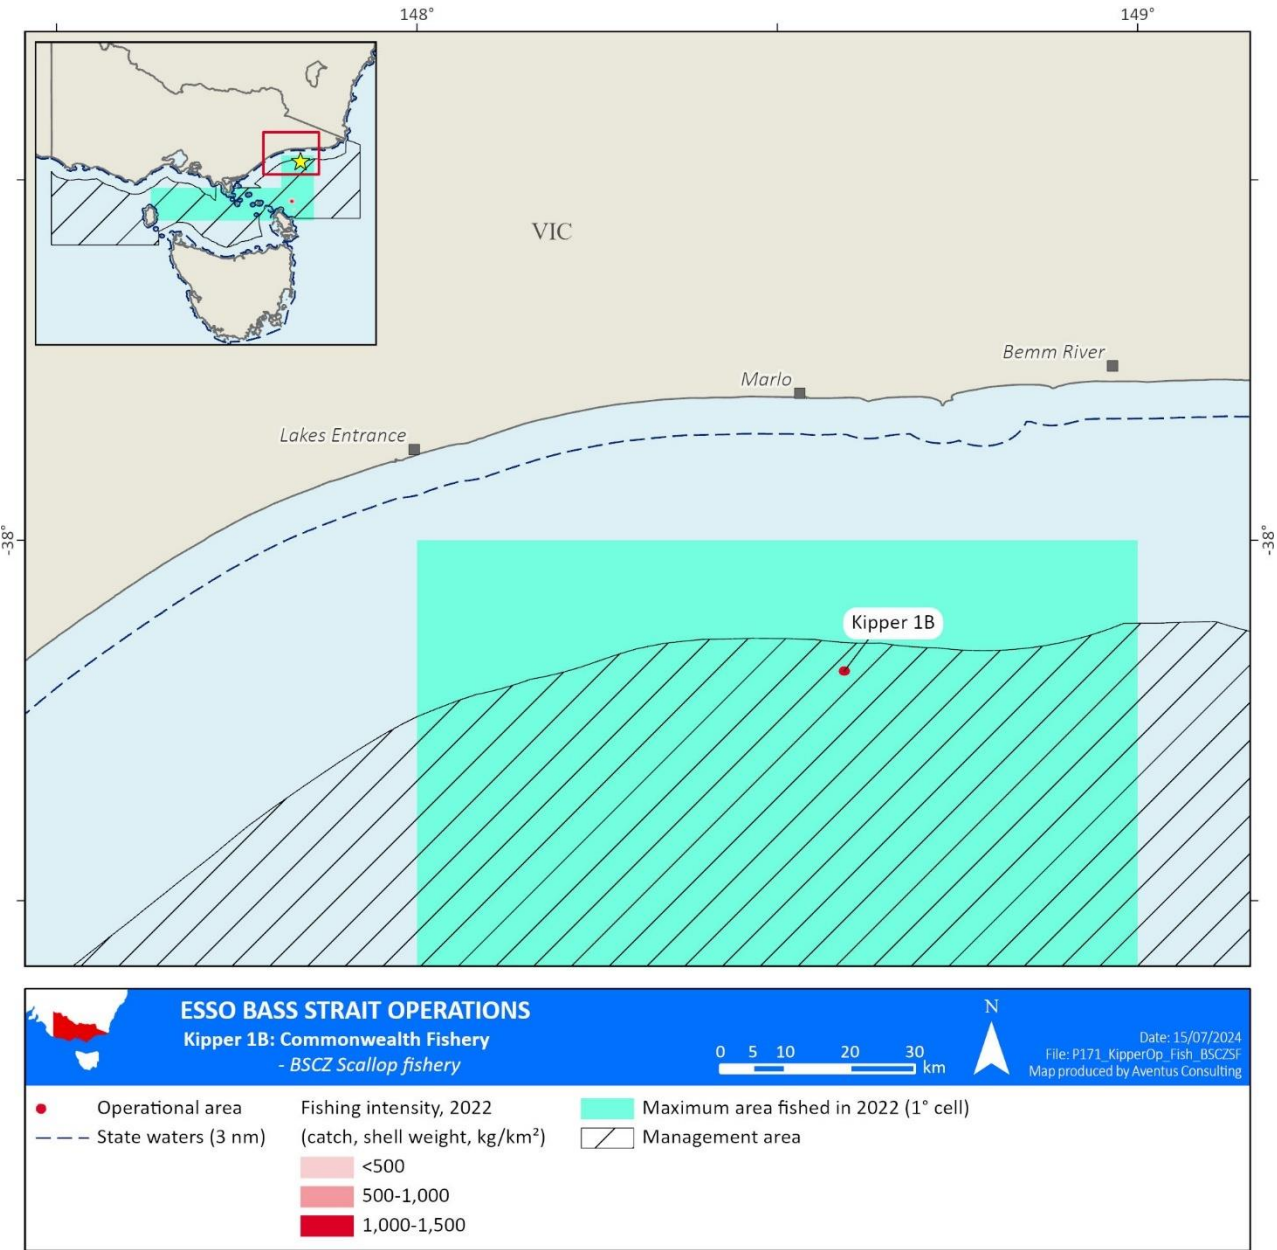 148°
149°
VIC
Bemm River
Marlo
Lakes Entrance
-38°
-38°
Kipper 1B
ESSO BASS STRAIT OPERATIONS
Kipper 1B: Commonwealth Fishery
- BSCZ Scallop fishery
0 5 10 20 30
km
N
Date: 15/07/2024
File: P171_KipperOp_Fish_BSCZSF
Map produced by Aventus Consulting
Operational area
State waters (3 nm)
Fishing intensity, 2022
(catch, shell weight, kg/km²)
<500
500-1,000
1,000-1,500
Maximum area fished in 2022 (1° cell)
Management area